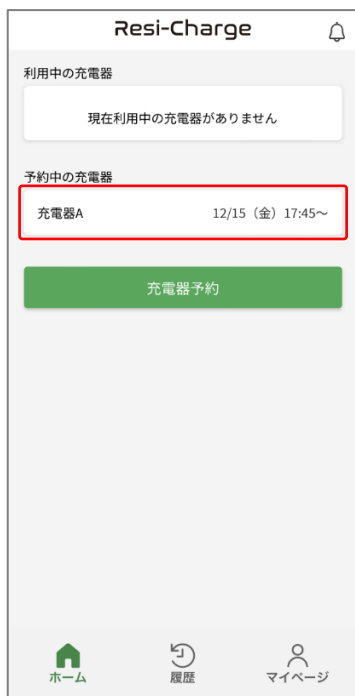 Resi-Charge
利用中の充電器
現在利用中の充電器がありません
予約中の充電器
充電器A 12/15（金）17:45～
充電器予約
ホーム 履歴 マイページ